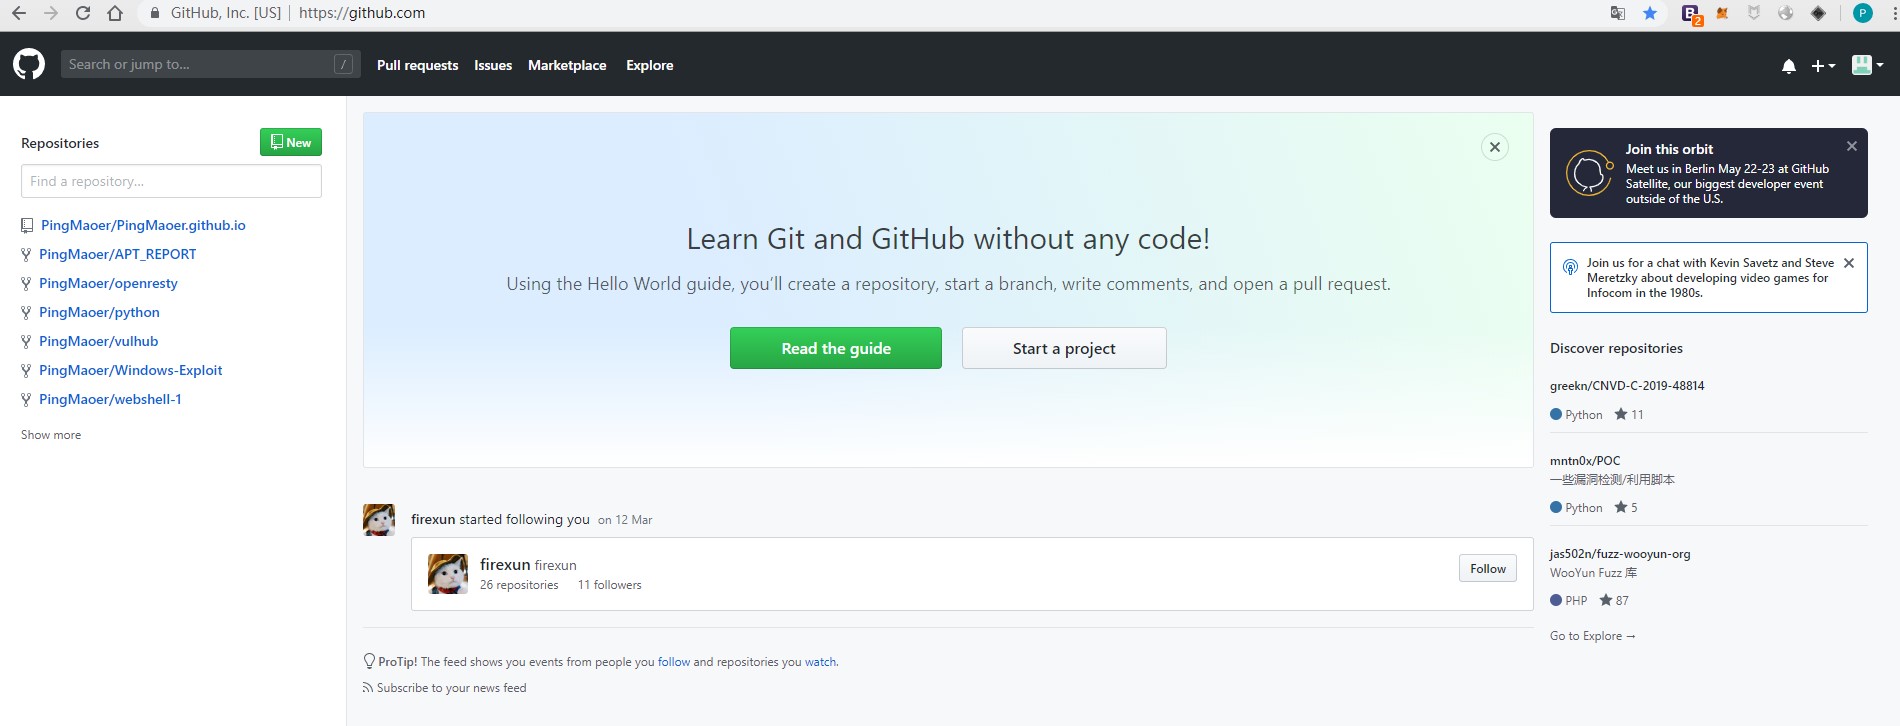 GitHub, Inc. [US] https://github.com
2
P
Search or jump to... /
Pull requests Issues Marketplace Explore
Repositories
New
Find a repository...
PingMaoer/PingMaoer.github.io
PingMaoer/APT_REPORT
PingMaoer/openresty
PingMaoer/python
PingMaoer/vulhub
PingMaoer/Windows-Exploit
PingMaoer/webshell-1
Show more
Learn Git and GitHub without any code!
Using the Hello World guide, you’ll create a repository, start a branch, write comments, and open a pull request.
Read the guide
Start a project
firexun started following you on 12 Mar
firexun firexun
26 repositories 11 followers
Follow
ProTip! The feed shows you events from people you follow and repositories you watch.
Subscribe to your news feed
Join this orbit
Meet us in Berlin May 22-23 at GitHub
Satellite, our biggest developer event
outside of the U.S.
Join us for a chat with Kevin Savetz and Steve
Meretzky about developing video games for
Infocom in the 1980s.
Discover repositories
greekn/CNVD-C-2019-48814
Python 11
mntn0x/POC
一些漏洞检测/利用脚本
Python 5
jas502n/fuzz-wooyun-org
WooYun Fuzz 库
PHP 87
Go to Explore →